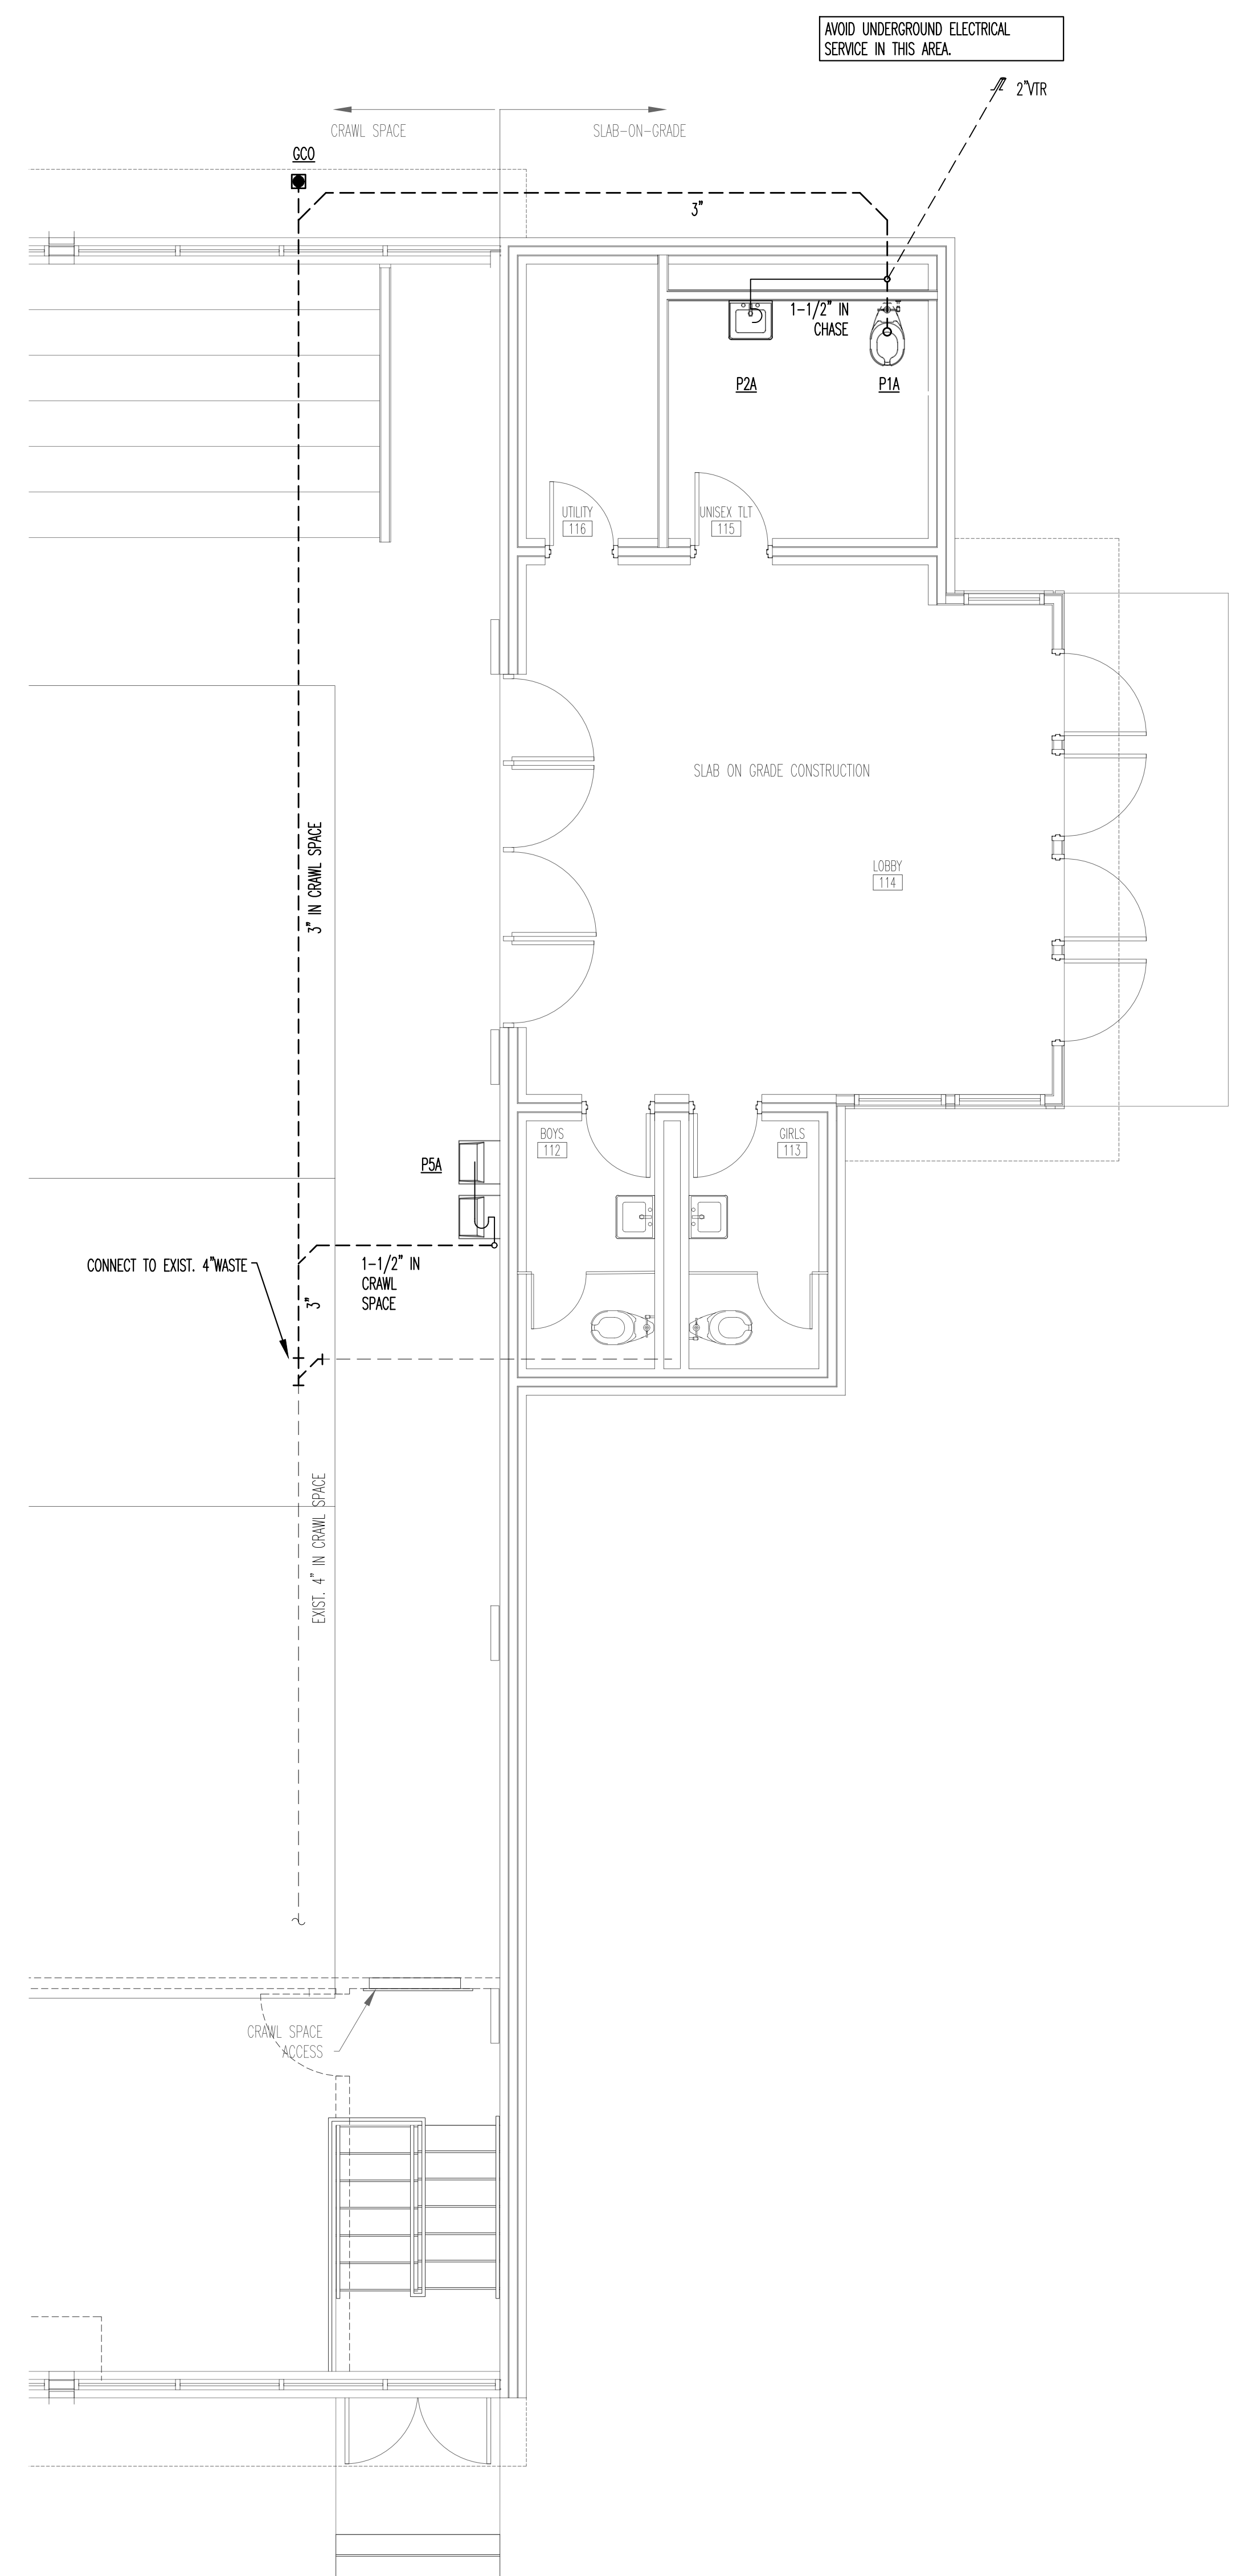 AVOID UNDERGROUND ELECTRICAL
SERVICE IN THIS AREA.
2"VTR
CRAWL SPACE
SLAB-ON-GRADE
GCO
3"
1-1/2" IN
CHASE
P2A
P1A
UTILITY
116
UNISEX TLT
115
SLAB ON GRADE CONSTRUCTION
3" IN CRAWL SPACE
LOBBY
114
BOYS
112
GIRLS
113
P5A
CONNECT TO EXIST. 4"WASTE
1-1/2" IN
CRAWL
SPACE
3"
EXIST. 4" IN CRAWL SPACE
CRAWL SPACE
ACCESS